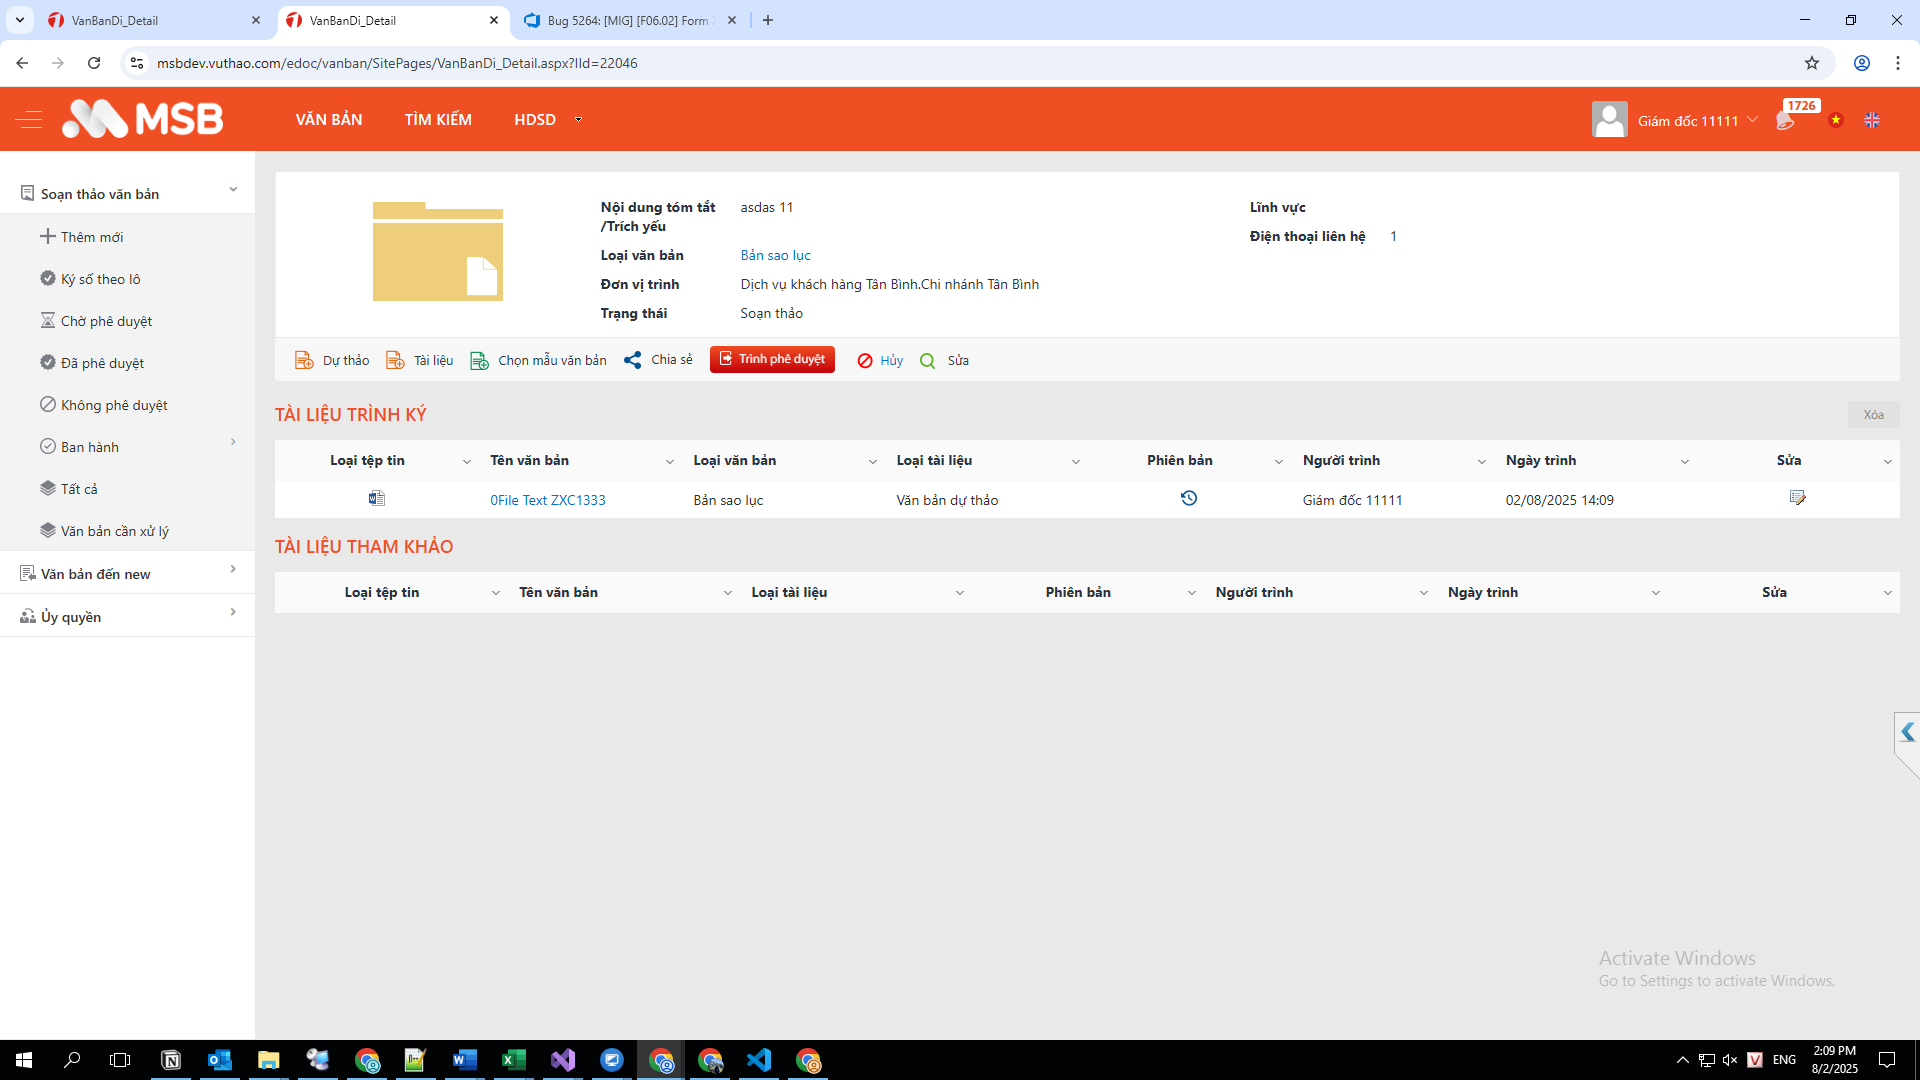 VanBanDi_Detail
VanBanDi_Detail
Bug 5264: [MIG] [F06.02] Form
msbdev.vuthao.com/edoc/vanban/SitePages/VanBanDi_Detail.aspx?IId=22046
MSB
VĂN BẢN
TÌM KIẾM
HDSD
Giám đốc 11111
1726
Soạn thảo văn bản
Thêm mới
Ký số theo lô
Chờ phê duyệt
Đã phê duyệt
Không phê duyệt
Ban hành
Tất cả
Văn bản cần xử lý
Văn bản đến new
Ủy quyền
Nội dung tóm tắt /Trích yếu
asdas 11
Loại văn bản
Bản sao lục
Đơn vị trình
Dịch vụ khách hàng Tân Bình.Chi nhánh Tân Bình
Trạng thái
Soạn thảo
Lĩnh vực
Điện thoại liên hệ
1
Dự thảo
Tài liệu
Chọn mẫu văn bản
Chia sẻ
Trình phê duyệt
Hủy
Sửa
TÀI LIỆU TRÌNH KÝ
Xóa
Loại tệp tin
Tên văn bản
Loại văn bản
Loại tài liệu
Phiên bản
Người trình
Ngày trình
Sửa
0File Text ZXC1333
Bản sao lục
Văn bản dự thảo
Giám đốc 11111
02/08/2025 14:09
TÀI LIỆU THAM KHẢO
Loại tệp tin
Tên văn bản
Loại tài liệu
Phiên bản
Người trình
Ngày trình
Sửa
Activate Windows
Go to Settings to activate Windows.
ENG
2:09 PM
8/2/2025